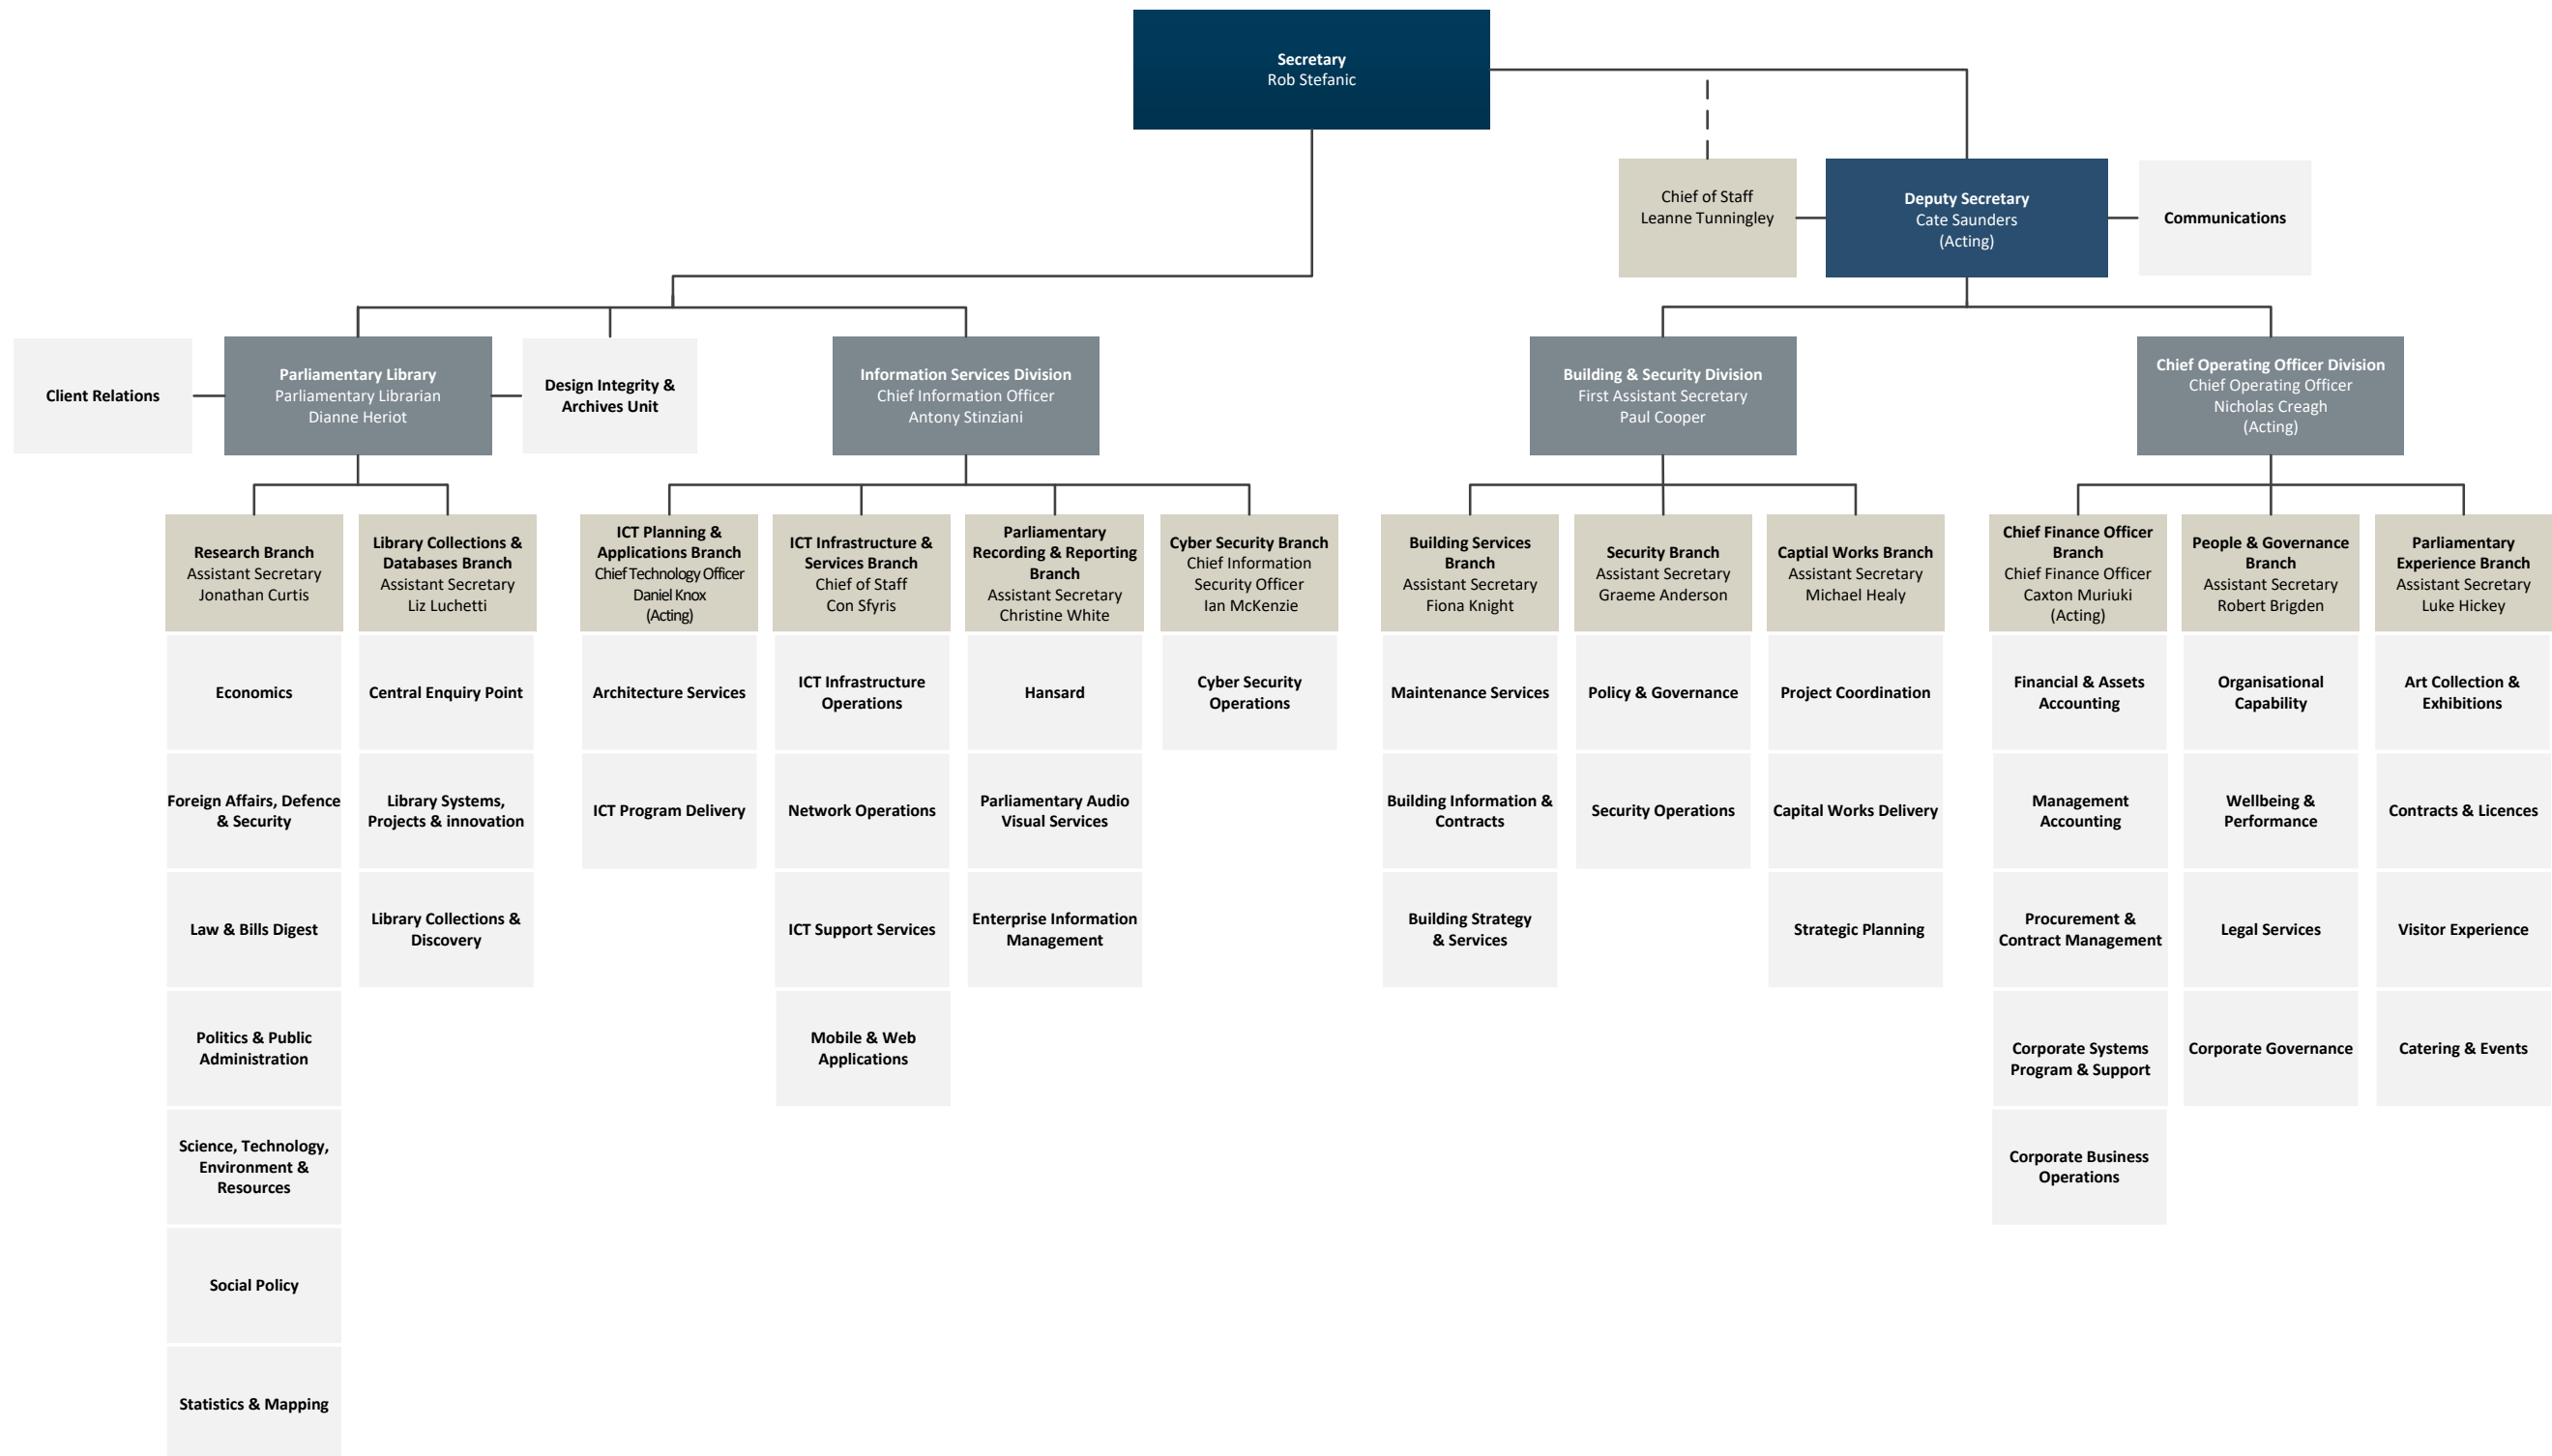 Secretary
Rob Stefanic
Chief of Staff
Leanne Tunningley
Deputy Secretary
Cate Saunders
(Acting)
Communications
Client Relations
Parliamentary Library
Parliamentary Librarian
Dianne Heriot
Design Integrity &
Archives Unit
Information Services Division
Chief Information Officer
Antony Stinziani
Building & Security Division
First Assistant Secretary
Paul Cooper
Chief Operating Officer Division
Chief Operating Officer
Nicholas Creagh
(Acting)
Research Branch
Assistant Secretary
Jonathan Curtis
Economics
Foreign Affairs, Defence
& Security
Law & Bills Digest
Politics & Public
Administration
Science, Technology,
Environment &
Resources
Social Policy
Statistics & Mapping
Library Collections &
Databases Branch
Assistant Secretary
Liz Luchetti
Central Enquiry Point
Library Systems,
Projects & innovation
Library Collections &
Discovery
ICT Planning &
Applications Branch
Chief Technology Officer
Daniel Knox
(Acting)
Architecture Services
ICT Program Delivery
ICT Infrastructure &
Services Branch
Chief of Staff
Con Sfyris
ICT Infrastructure
Operations
Network Operations
ICT Support Services
Mobile & Web
Applications
Parliamentary
Recording & Reporting
Branch
Assistant Secretary
Christine White
Hansard
Parliamentary Audio
Visual Services
Enterprise Information
Management
Cyber Security Branch
Chief Information
Security Officer
Ian McKenzie
Cyber Security
Operations
Building Services
Branch
Assistant Secretary
Fiona Knight
Maintenance Services
Building Information &
Contracts
Building Strategy
& Services
Security Branch
Assistant Secretary
Graeme Anderson
Policy & Governance
Security Operations
Captial Works Branch
Assistant Secretary
Michael Healy
Project Coordination
Capital Works Delivery
Strategic Planning
Chief Finance Officer
Branch
Chief Finance Officer
Caxton Muriuki
(Acting)
Financial & Assets
Accounting
Management
Accounting
Procurement &
Contract Management
Corporate Systems
Program & Support
Corporate Business
Operations
People & Governance
Branch
Assistant Secretary
Robert Brigden
Organisational
Capability
Wellbeing &
Performance
Legal Services
Corporate Governance
Parliamentary
Experience Branch
Assistant Secretary
Luke Hickey
Art Collection &
Exhibitions
Contracts & Licences
Visitor Experience
Catering & Events